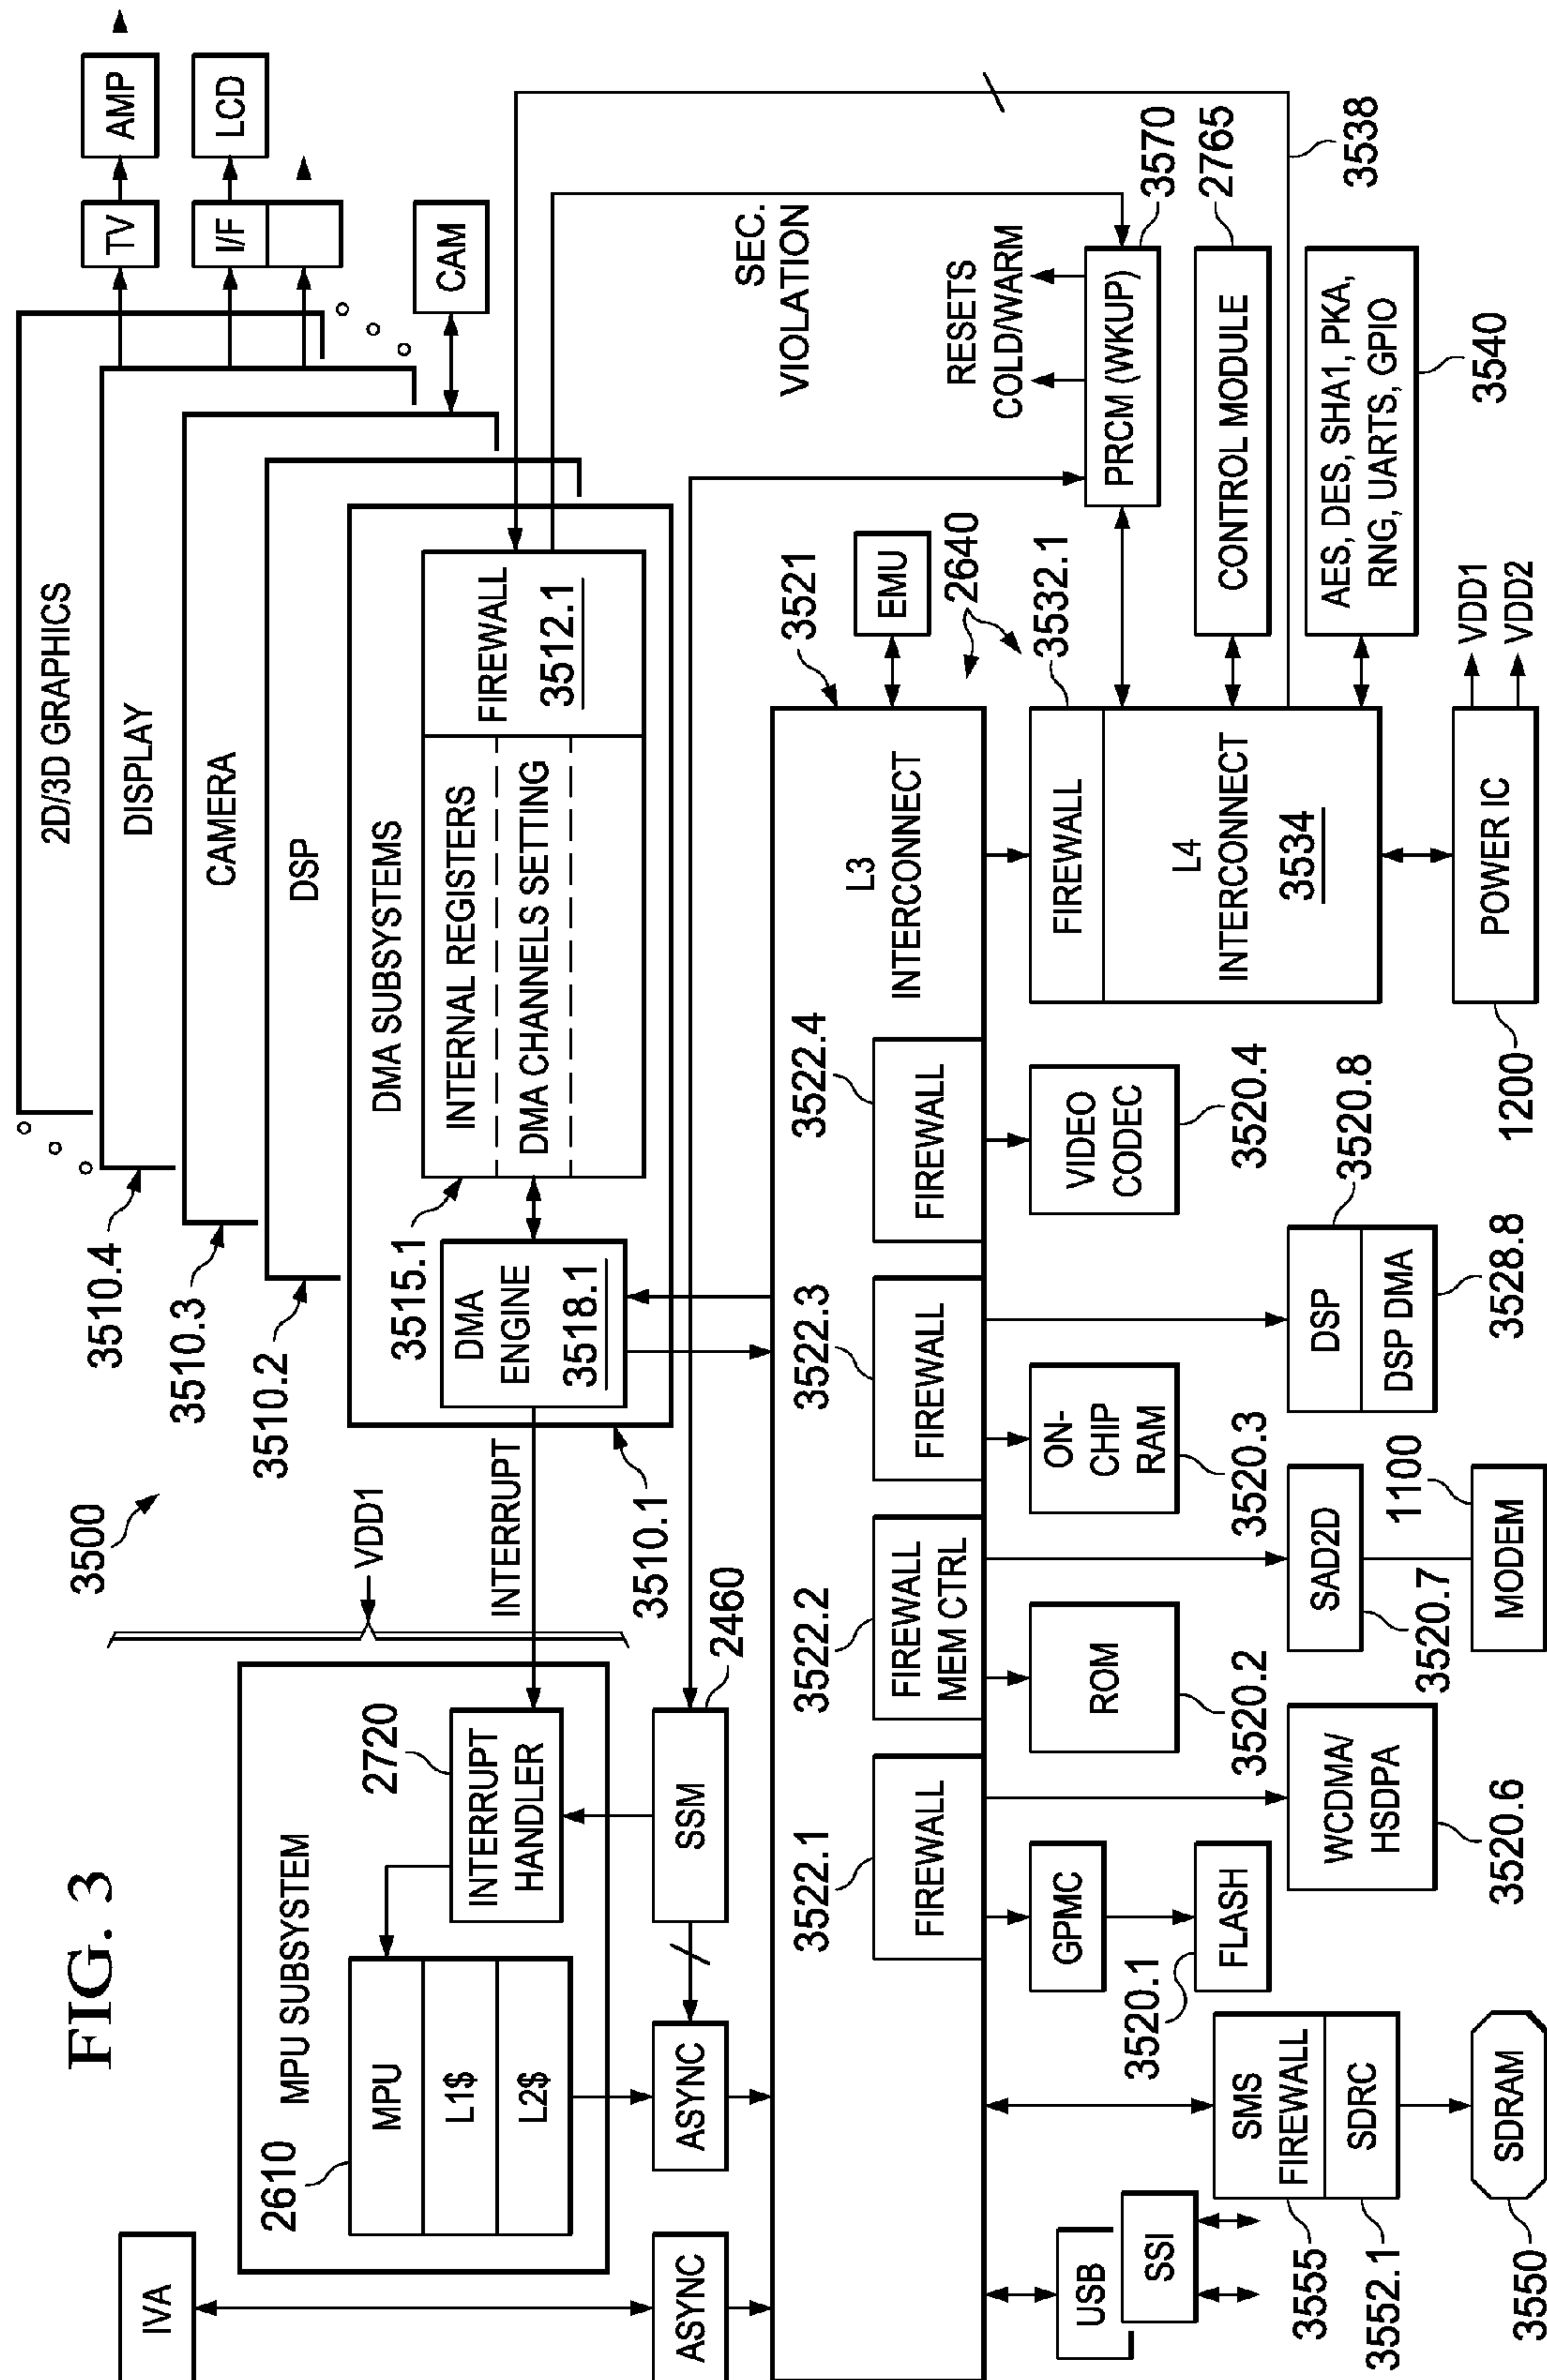 FIG. 3
3500
IVA
MPU SUBSYSTEM
2610
MPU
L1$
L2$
2720
INTERRUPT
HANDLER
VDD1
INTERRUPT
ASYNC
ASYNC
SSM
2460
3510.4
3510.3
3510.2
3510.1
2D/3D GRAPHICS
DISPLAY
CAMERA
DSP
DMA SUBSYSTEMS
3515.1
DMA
ENGINE
3518.1
INTERNAL REGISTERS
DMA CHANNELS SETTING
FIREWALL
3512.1
TV
AMP
I/F
LCD
CAM
SEC.
VIOLATION
RESETS
COLD/WARM
PRCM (WKUP)
3570
CONTROL MODULE
2765
3538
AES, DES, SHA1, PKA,
RNG, UARTS, GPIO
3540
3521
EMU
2640
L3
INTERCONNECT
3522.1
FIREWALL
3522.2
FIREWALL
MEM CTRL
3522.3
FIREWALL
3522.4
FIREWALL
3532.1
FIREWALL
L4
INTERCONNECT
3534
POWER IC
1200
VDD1
VDD2
USB
SSI
SMS
FIREWALL
SDRC
3555
3552.1
SDRAM
3550
GPMC
FLASH
3520.1
WCDMA/
HSDPA
3520.6
ROM
3520.2
SAD2D
3520.7
MODEM
1100
ON-
CHIP
RAM
3520.3
DSP
DSP DMA
3520.8
3528.8
VIDEO
CODEC
3520.4